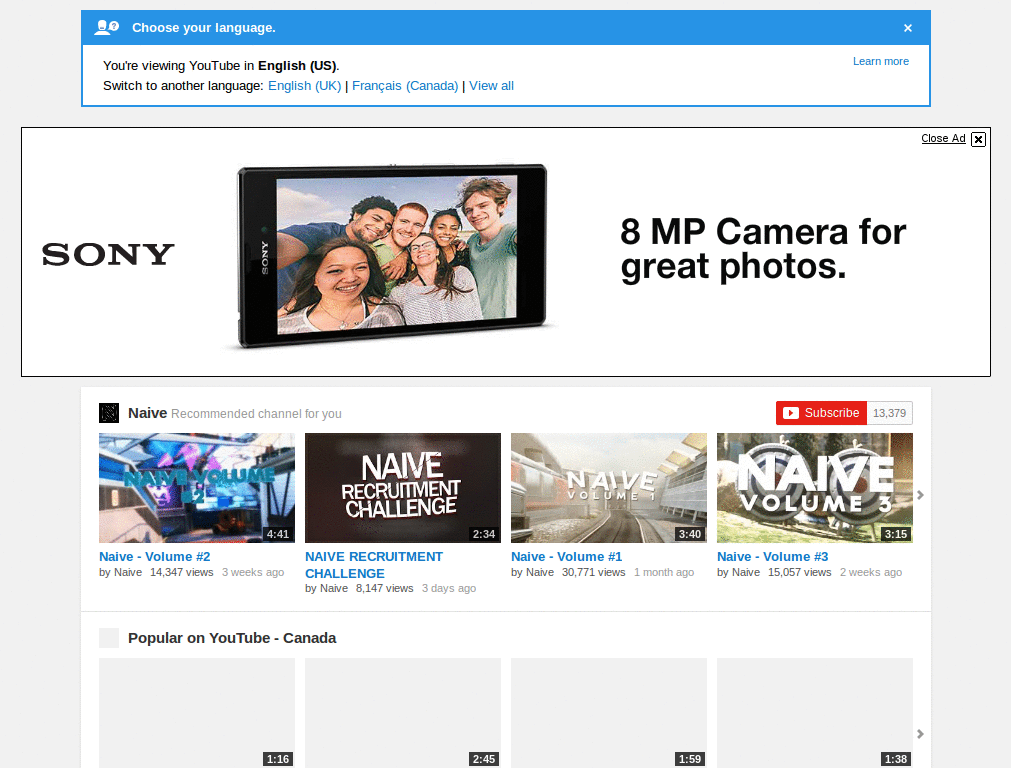 Choose your language.
×
You're viewing YouTube in English (US).
Learn more
Switch to another language: English (UK) | Français (Canada) | View all
Close Ad
SONY
SONY
8 MP Camera for
great photos.
Naive Recommended channel for you
Subscribe 13,379
NAIVE VOLUME
#2
4:41
NAIVE
RECRUITMENT
CHALLENGE
2:34
NAIVE
VOLUME 1
3:40
NAIVE
VOLUME 3
3:15
Naive - Volume #2
by Naive 14,347 views 3 weeks ago
NAIVE RECRUITMENT
CHALLENGE
by Naive 8,147 views 3 days ago
Naive - Volume #1
by Naive 30,771 views 1 month ago
Naive - Volume #3
by Naive 15,057 views 2 weeks ago
Popular on YouTube - Canada
1:16
2:45
1:59
1:38